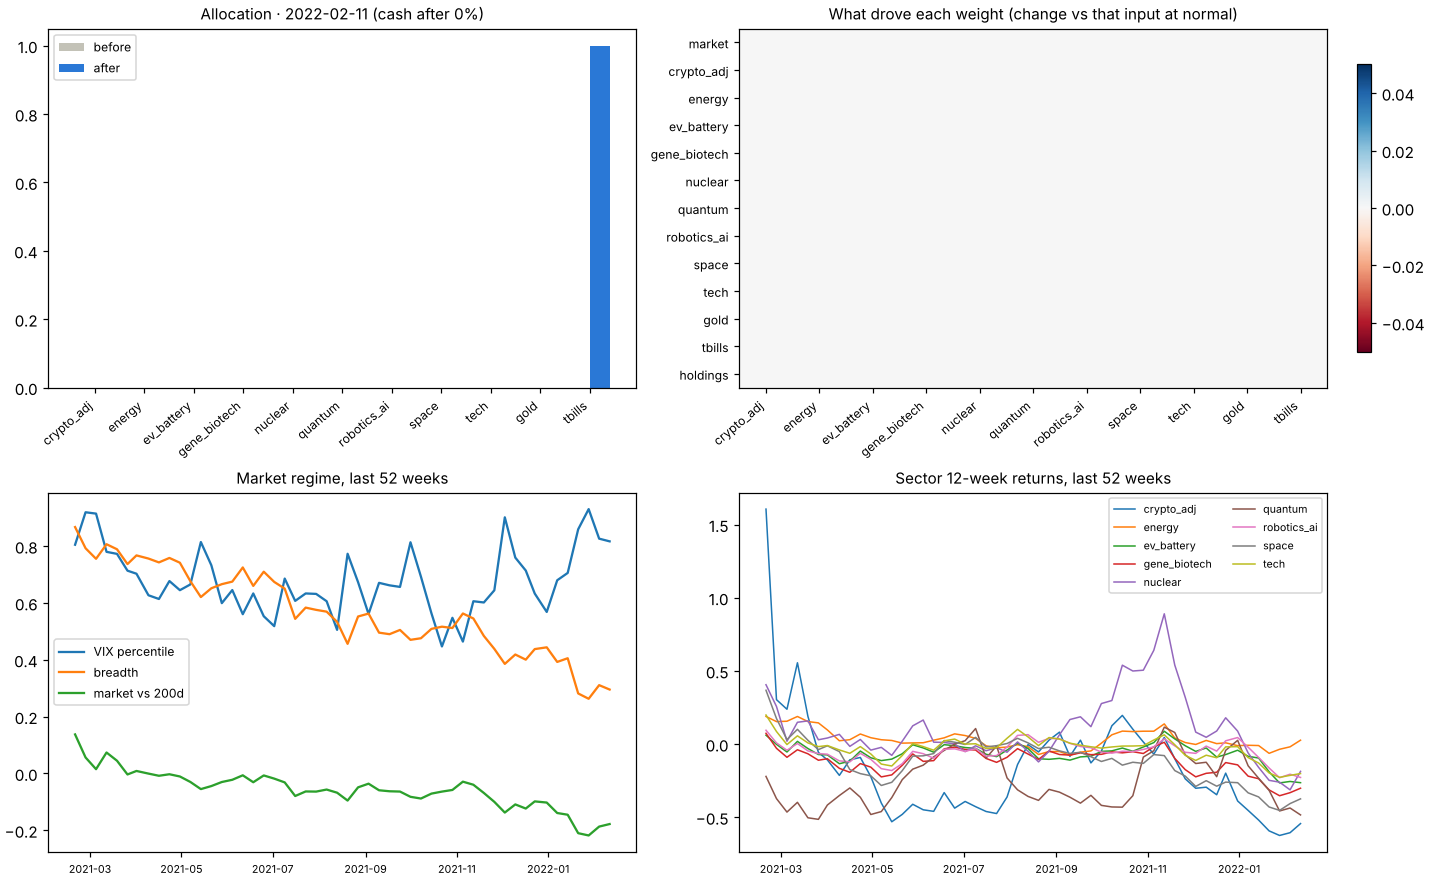 Allocation · 2022-02-11 (cash after 0%)
before
after
1.0
0.8
0.6
0.4
0.2
0.0
crypto_adj
energy
ev_battery
gene_biotech
nuclear
quantum
robotics_ai
space
tech
gold
tbills
What drove each weight (change vs that input at normal)
market
crypto_adj
energy
ev_battery
gene_biotech
nuclear
quantum
robotics_ai
space
tech
gold
tbills
holdings
crypto_adj
energy
ev_battery
gene_biotech
nuclear
quantum
robotics_ai
space
tech
gold
tbills
0.04
0.02
0.00
−0.02
−0.04
Market regime, last 52 weeks
0.8
0.6
0.4
0.2
0.0
−0.2
VIX percentile
breadth
market vs 200d
2021-03
2021-05
2021-07
2021-09
2021-11
2022-01
Sector 12-week returns, last 52 weeks
crypto_adj
energy
ev_battery
gene_biotech
nuclear
quantum
robotics_ai
space
tech
1.5
1.0
0.5
0.0
−0.5
2021-03
2021-05
2021-07
2021-09
2021-11
2022-01